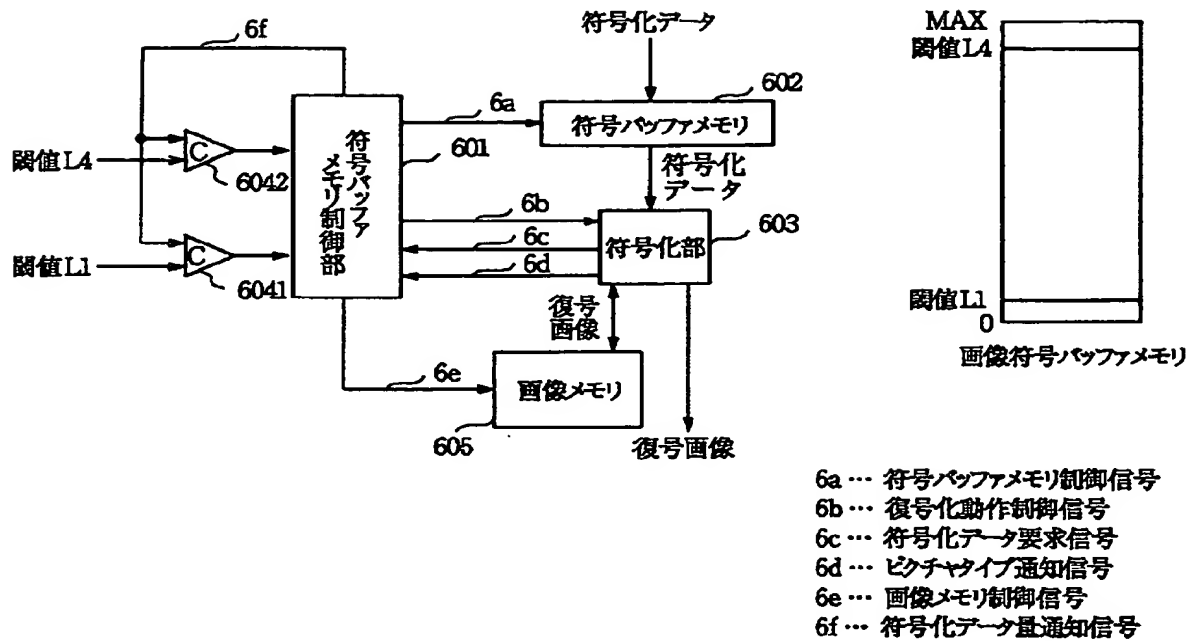 6f
符号化データ
MAX
閾値L4
6a
602
符号バッファメモリ
閾値L4
C
6042
符号バッファ
メモリ制御部
601
符号化
データ
6b
6c
6d
符号化部
603
閾値L1
C
6041
復号
画像
閾値L1
0
画像符号バッファメモリ
6e
画像メモリ
605
復号画像
6a … 符号バッファメモリ制御信号
6b … 復号化動作制御信号
6c … 符号化データ要求信号
6d … ピクチャタイプ通知信号
6e … 画像メモリ制御信号
6f … 符号化データ量通知信号